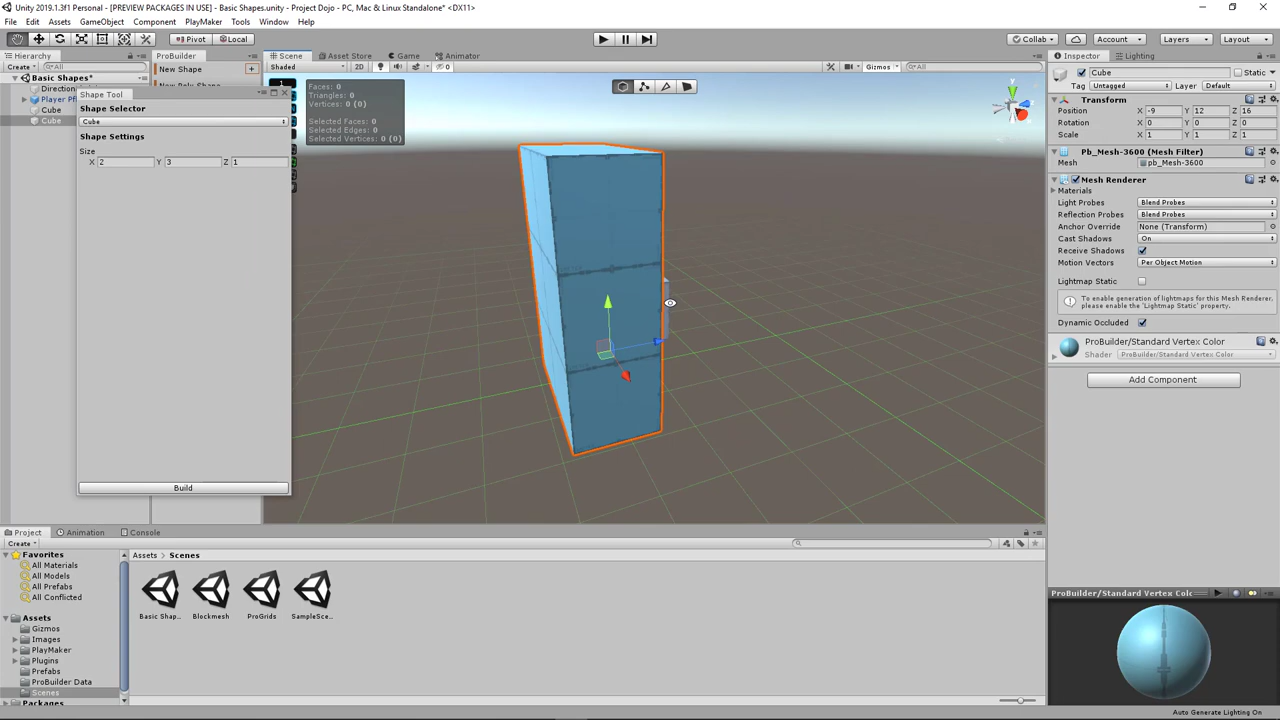 Unity 2019.1.3f1 Personal - [PREVIEW PACKAGES IN USE] - Basic Shapes.unity - Project Dojo - PC, Mac & Linux Standalone* <DX11>
File Edit Assets GameObject Component PlayMaker Tools Window Help
Pivot Local Collab Account Layers Layout
Hierarchy ProBuilder Scene Asset Store Game Animator Inspector Lighting
Create All New Shape Shaded 2D Gizmos All Cube Static
Basic Shapes*
Tag Untagged Layer Default
Direction
Player Pf
Cube
Cube
Shape Tool
Shape Selector
Cube
Shape Settings
Size
X 2 Y 3 Z 1
Build
Faces: 0
Triangles: 0
Vertices: 0 (0)
Selected Faces: 0
Selected Edges: 0
Selected Vertices: 0 (0)
Transform
Position X -9 Y 12 Z 16
Rotation X 0 Y 0 Z 0
Scale X 1 Y 1 Z 1
Pb_Mesh-3600 (Mesh Filter)
Mesh pb_Mesh-3600
Mesh Renderer
Materials
Light Probes Blend Probes
Reflection Probes Blend Probes
Anchor Override None (Transform)
Cast Shadows On
Receive Shadows
Motion Vectors Per Object Motion
Lightmap Static
To enable generation of lightmaps for this Mesh Renderer,
please enable the 'Lightmap Static' property.
Dynamic Occluded
ProBuilder/Standard Vertex Color
Shader ProBuilder/Standard Vertex Color
Add Component
Project Animation Console
Create
Favorites
All Materials
All Models
All Prefabs
All Conflicted
Assets
Gizmos
Images
PlayMaker
Plugins
Prefabs
ProBuilder Data
Scenes
Packages
Assets Scenes
Basic Shap... Blockmesh ProGrids SampleSce...
ProBuilder/Standard Vertex Colo
Auto Generate Lighting On